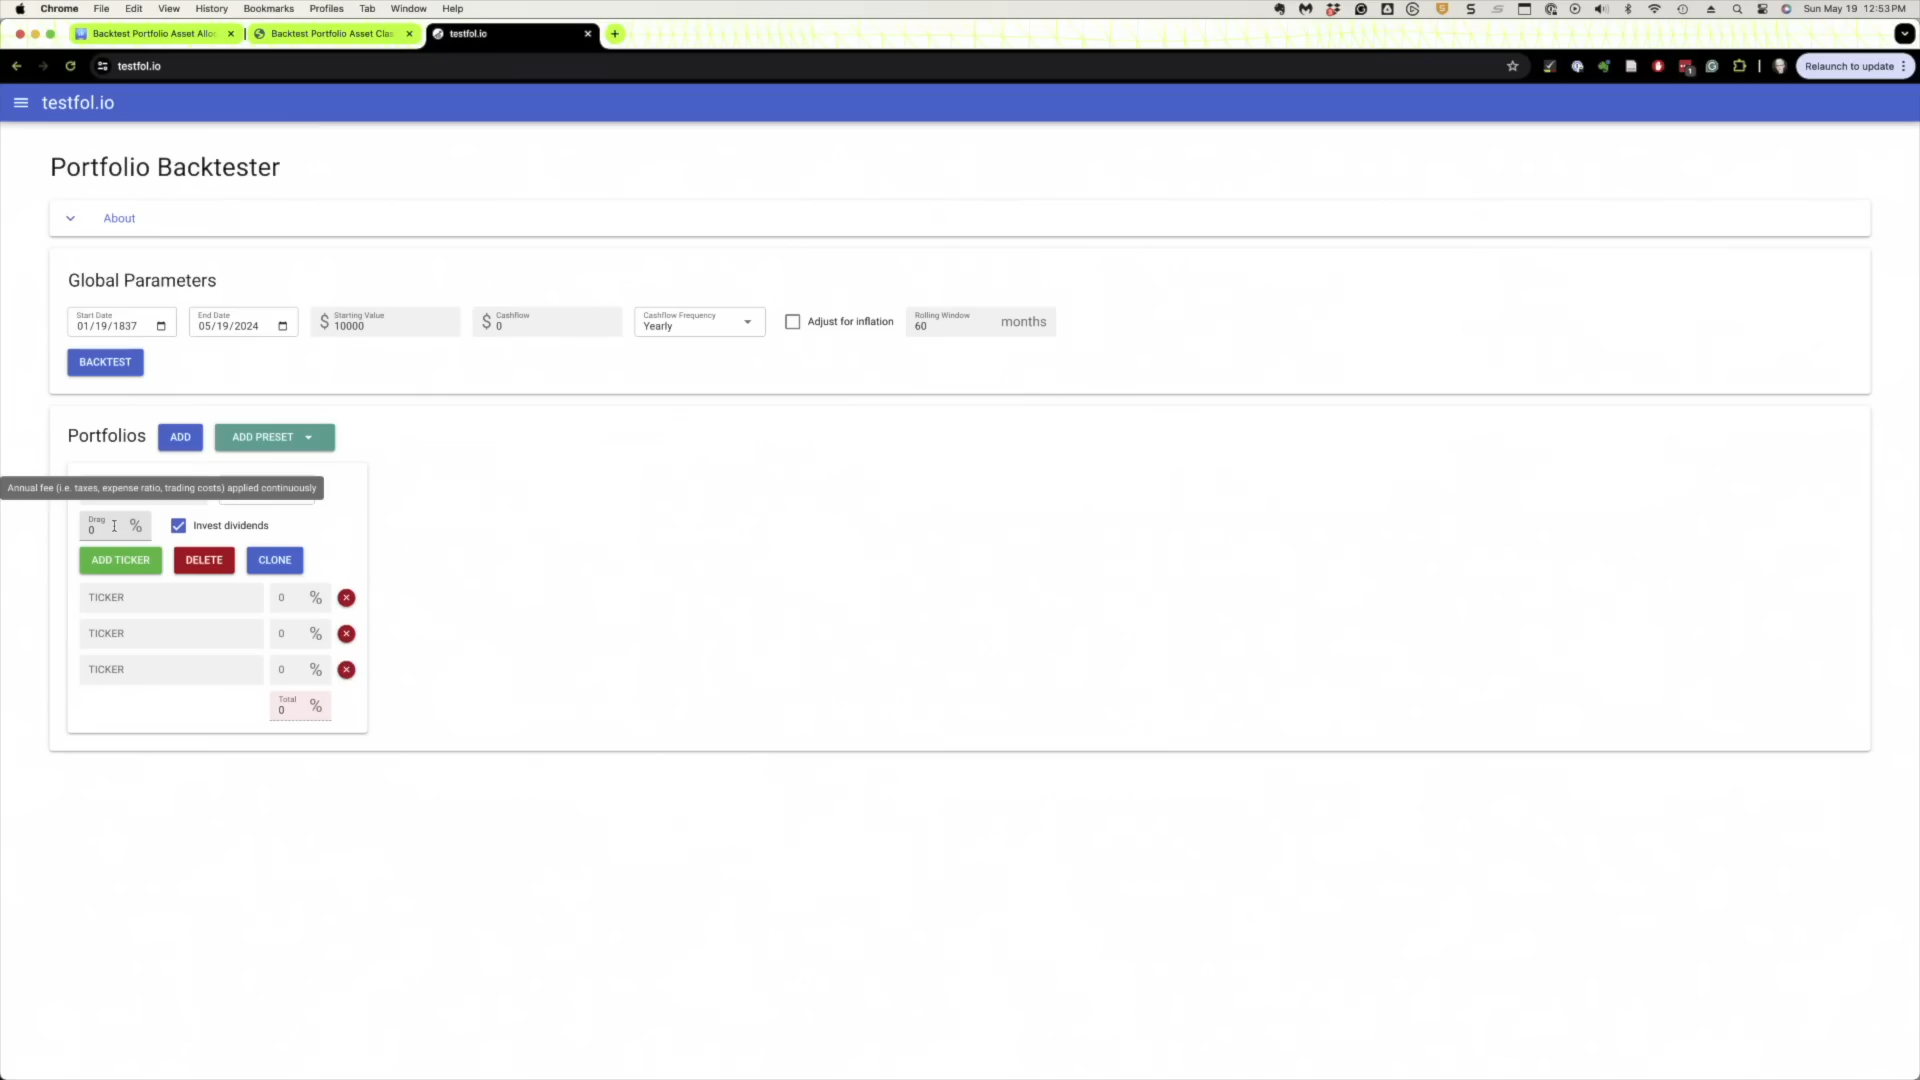 Chrome File Edit View History Bookmarks Profiles Tab Window Help Sun May 19 12:53 PM
Backtest Portfolio Asset Alloc Backtest Portfolio Asset Clas testfol.io
testfol.io Relaunch to update
testfol.io
Portfolio Backtester
About
Global Parameters
Start Date End Date Starting Value Cashflow Cashflow Frequency Rolling Window
01/19/1837 05/19/2024 $ 10000 $ 0 Yearly Adjust for inflation 60 months
BACKTEST
Portfolios ADD ADD PRESET
Annual fee (i.e. taxes, expense ratio, trading costs) applied continuously
Drag
0 % Invest dividends
ADD TICKER DELETE CLONE
TICKER 0 %
TICKER 0 %
TICKER 0 %
Total
0 %